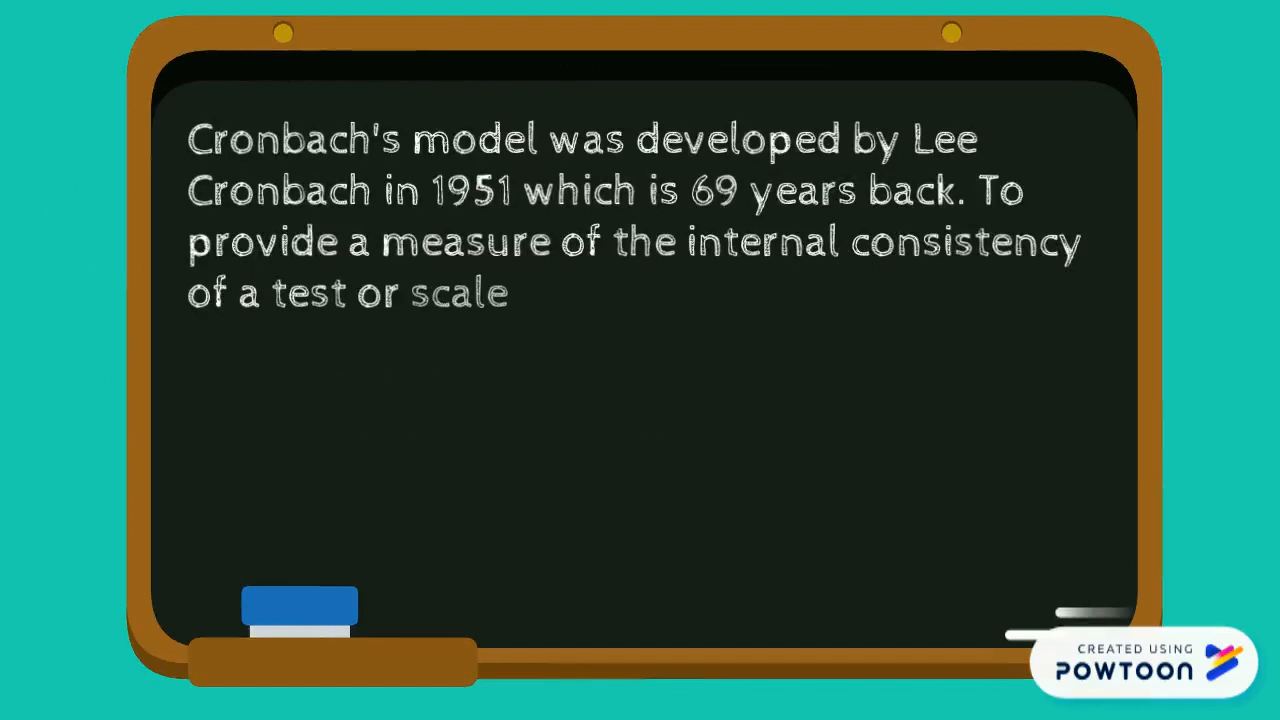 Cronbach's model was developed by Lee
Cronbach in 1951 which is 69 years back. To
provide a measure of the internal consistency
of a test or scale
CREATED USING
POWTOON